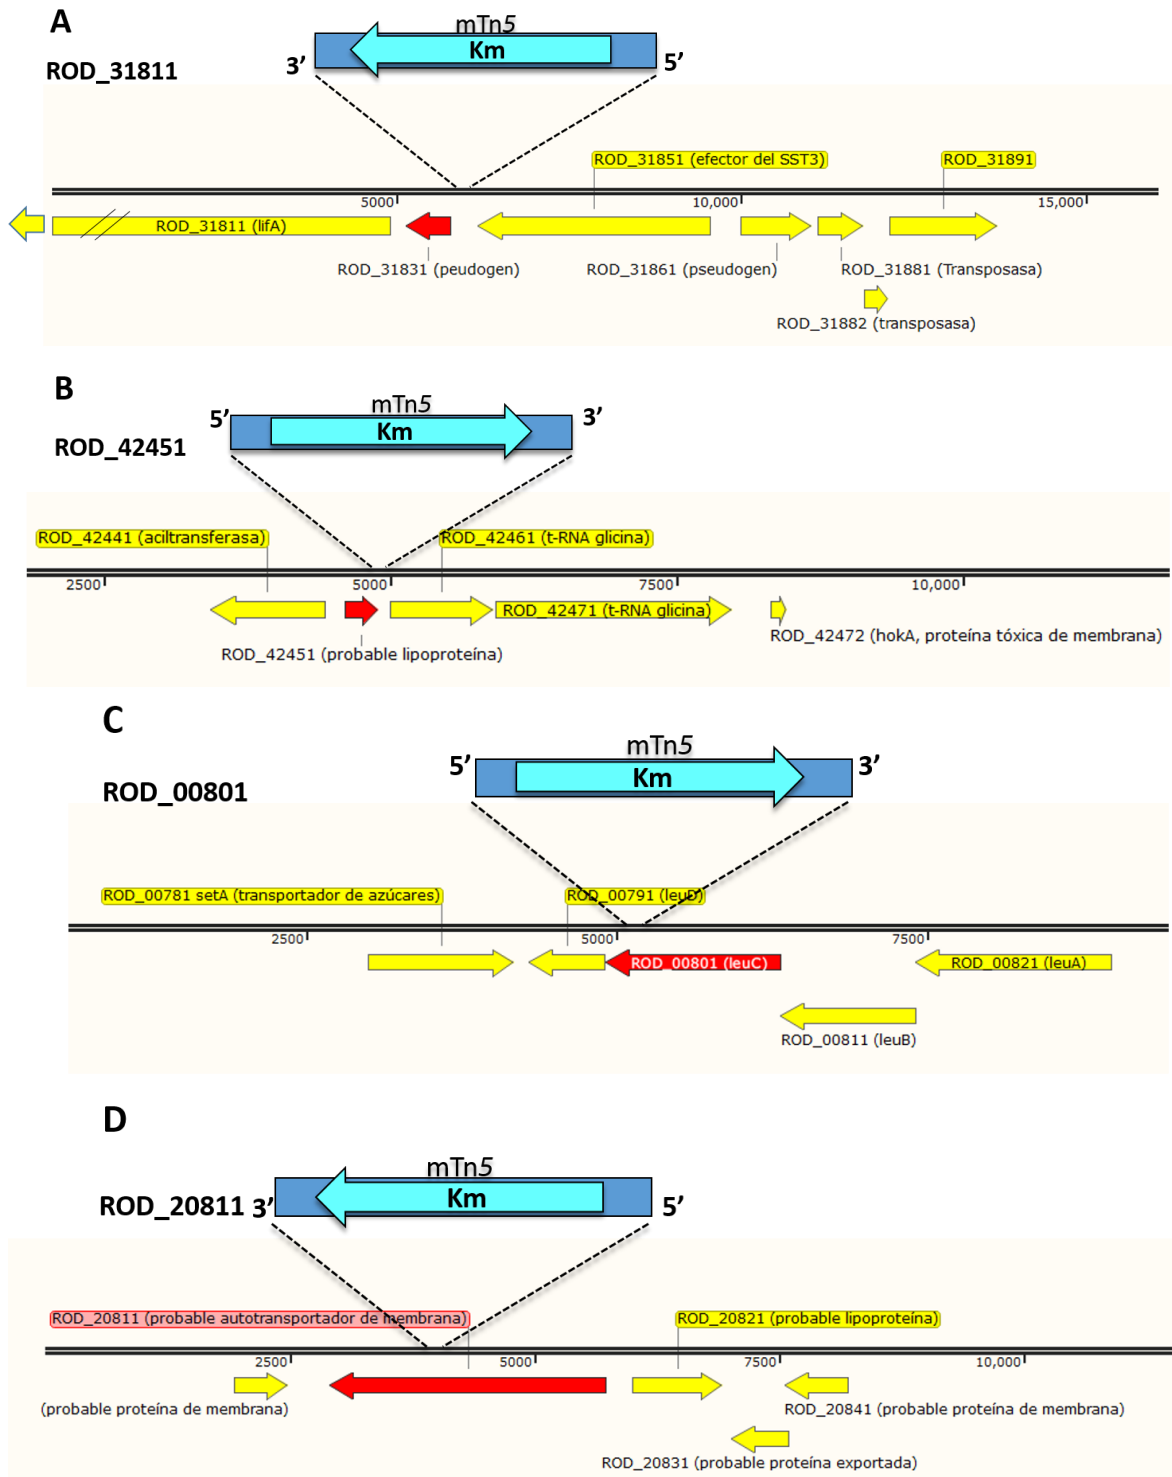 A
mTn5
Km
3’
5’
ROD_31811
ROD_31851 (efector del SST3)
ROD_31891
5000
10,000
15,000
ROD_31811 (lifA)
ROD_31831 (peudogen)
ROD_31861 (pseudogen)
ROD_31881 (Transposasa)
ROD_31882 (transposasa)
B
mTn5
5’
Km
3’
ROD_42451
ROD_42441 (aciltransferasa)
ROD_42461 (t-RNA glicina)
2500
5000
7500
10,000
ROD_42471 (t-RNA glicina)
ROD_42472 (hokA, proteína tóxica de membrana)
ROD_42451 (probable lipoproteína)
C
mTn5
5’
Km
3’
ROD_00801
ROD_00781 setA (transportador de azúcares)
ROD_00791 (leuD)
2500
5000
7500
ROD_00801 (leuC)
ROD_00821 (leuA)
ROD_00811 (leuB)
D
mTn5
ROD_20811
3’
Km
5’
ROD_20811 (probable autotransportador de membrana)
ROD_20821 (probable lipoproteína)
2500
5000
7500
10,000
(probable proteína de membrana)
ROD_20841 (probable proteína de membrana)
ROD_20831 (probable proteína exportada)